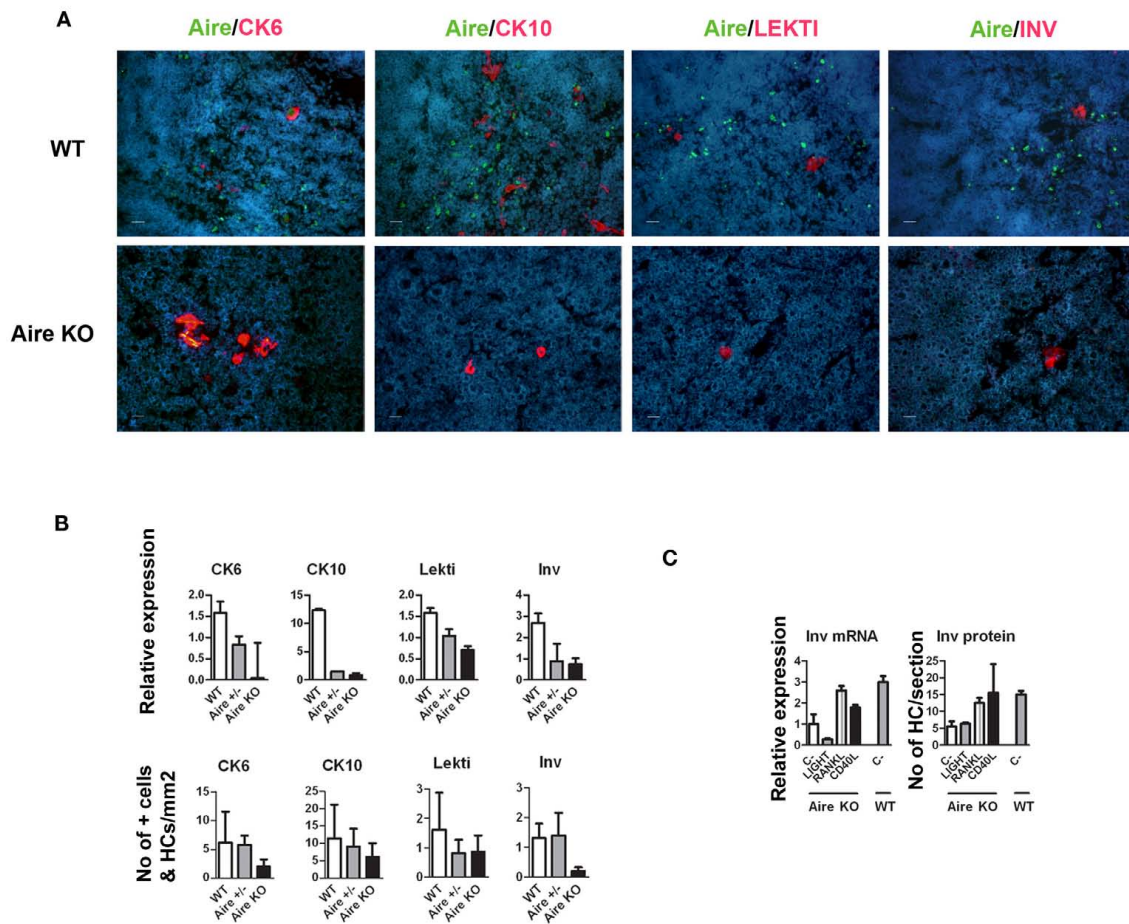 A
Aire/CK6
Aire/CK10
Aire/LEKTI
Aire/INV
WT
Aire KO
B
Relative expression
CK6
2.0
1.5
1.0
0.5
0.0
WT
Aire +/-
Aire KO
CK10
15
10
5
0
WT
Aire +/-
Aire KO
Lekti
2.0
1.5
1.0
0.5
0.0
WT
Aire +/-
Aire KO
Inv
4
3
2
1
0
WT
Aire +/-
Aire KO
No of + cells
& HCs/mm2
CK6
15
10
5
0
WT
Aire +/-
Aire KO
CK10
25
20
15
10
5
0
WT
Aire +/-
Aire KO
Lekti
3
2
1
0
WT
Aire +/-
Aire KO
Inv
3
2
1
0
WT
Aire +/-
Aire KO
C
Relative expression
Inv mRNA
4
3
2
1
0
C-
LIGHT
RANKL
CD40L
C-
Aire KO
WT
No of HC/section
Inv protein
25
20
15
10
5
0
C-
LIGHT
RANKL
CD40L
C-
Aire KO
WT